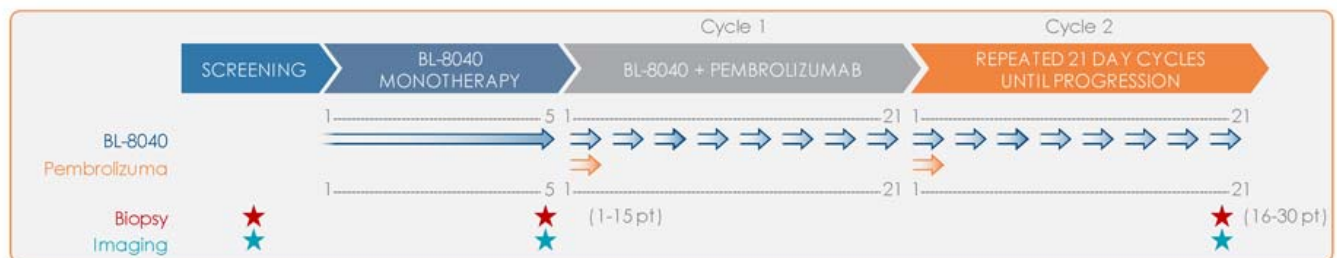 Cycle 1
Cycle 2
SCREENING
BL-8040
MONOTHERAPY
BL-8040 + PEMBROLIZUMAB
REPEATED 21 DAY CYCLES
UNTIL PROGRESSION
1 5 1 21 1 21
BL-8040
Pembrolizuma
1 5 1 21 1 21
Biopsy (1-15 pt) (16-30 pt)
Imaging